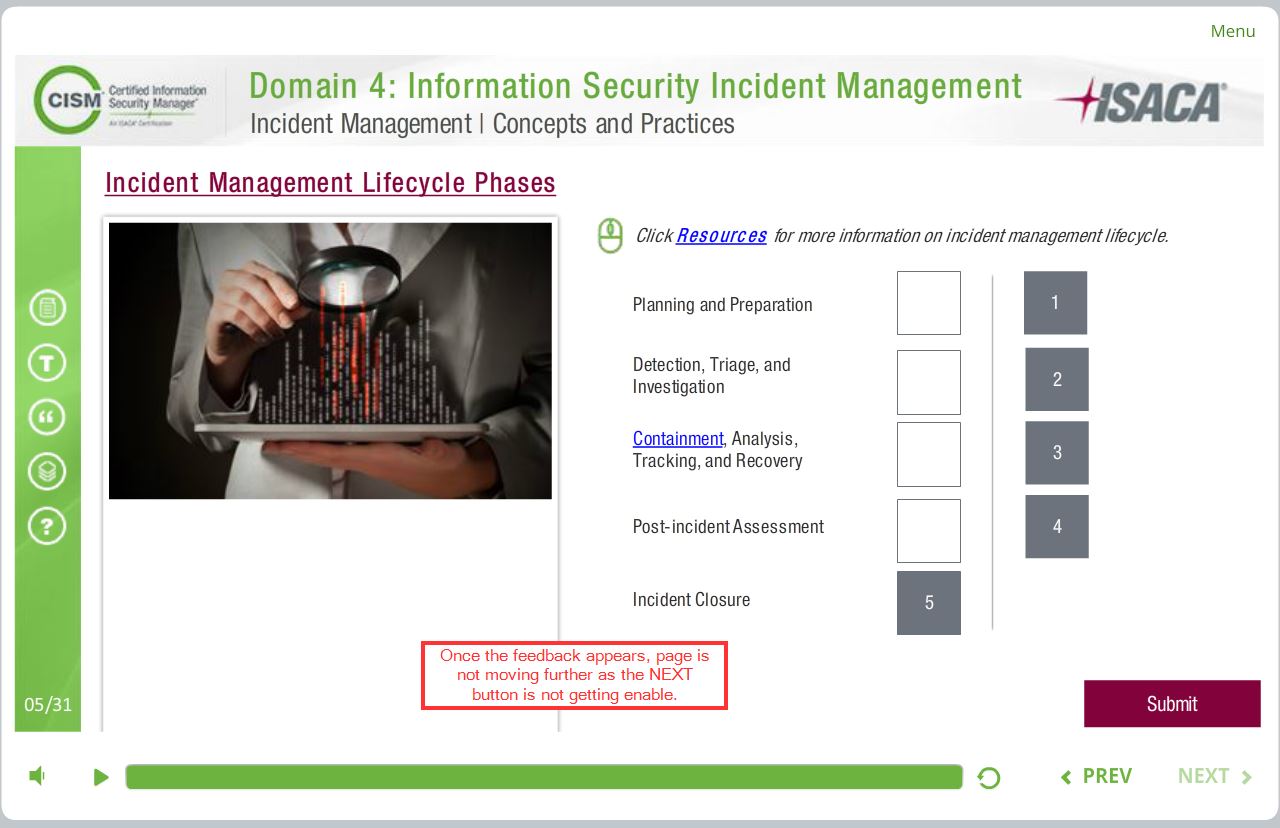 Menu
CISM
Certified Information
Security Manager®
An ISACA® Certification
Domain 4: Information Security Incident Management
Incident Management | Concepts and Practices
ISACA®
Incident Management Lifecycle Phases
Click Resources for more information on incident management lifecycle.
Planning and Preparation
1
Detection, Triage, and
Investigation
2
Containment, Analysis,
Tracking, and Recovery
3
Post-incident Assessment
4
Incident Closure
5
T
“
?
Once the feedback appears, page is
not moving further as the NEXT
button is not getting enable.
05/31
Submit
PREV
NEXT